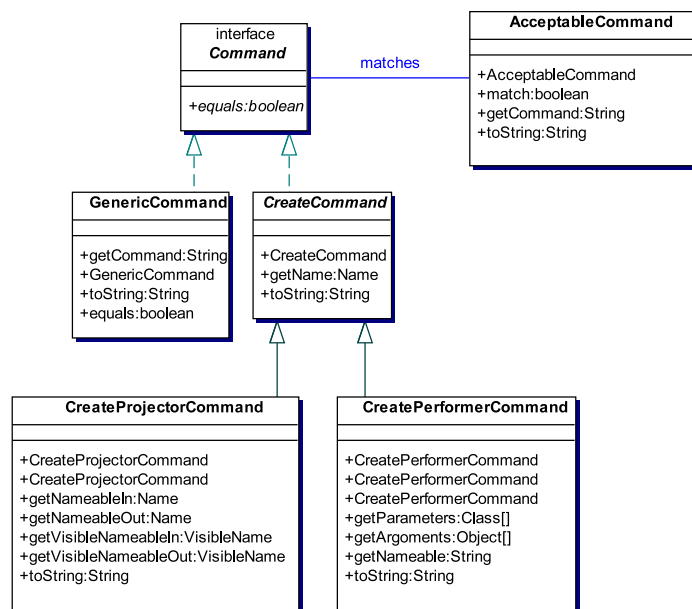 interface
Command
+equals:boolean
matches
AcceptableCommand
+AcceptableCommand
+match:boolean
+getCommand:String
+toString:String
GenericCommand
+getCommand:String
+GenericCommand
+toString:String
+equals:boolean
CreateCommand
+CreateCommand
+getName:Name
+toString:String
CreateProjectorCommand
+CreateProjectorCommand
+CreateProjectorCommand
+getNameableIn:Name
+getNameableOut:Name
+getVisibleNameableIn:VisibleName
+getVisibleNameableOut:VisibleName
+toString:String
CreatePerformerCommand
+CreatePerformerCommand
+CreatePerformerCommand
+CreatePerformerCommand
+getParameters:Class[]
+getArgoments:Object[]
+getNameable:String
+toString:String